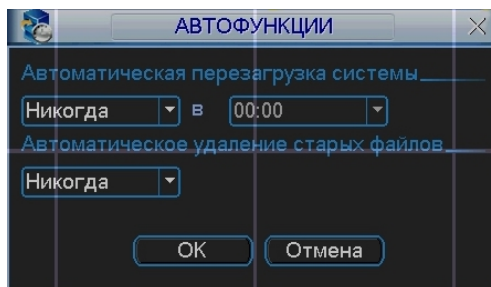 АВТОФУНКЦИИ
Автоматическая перезагрузка системы
Никогда в 00:00
Автоматическое удаление старых файлов
Никогда
OK Отмена